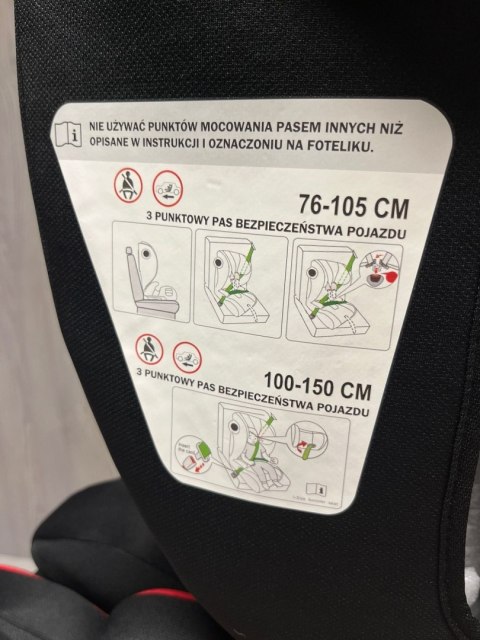 NIE UŻYWAĆ PUNKTÓW MOCOWANIA PASEM INNYCH NIŻ
OPISANE W INSTRUKCJI I OZNACZONIU NA FOTELIKU.
76-105 CM
3 PUNKTOWY PAS BEZPIECZEŃSTWA POJAZDU
100-150 CM
3 PUNKTOWY PAS BEZPIECZEŃSTWA POJAZDU